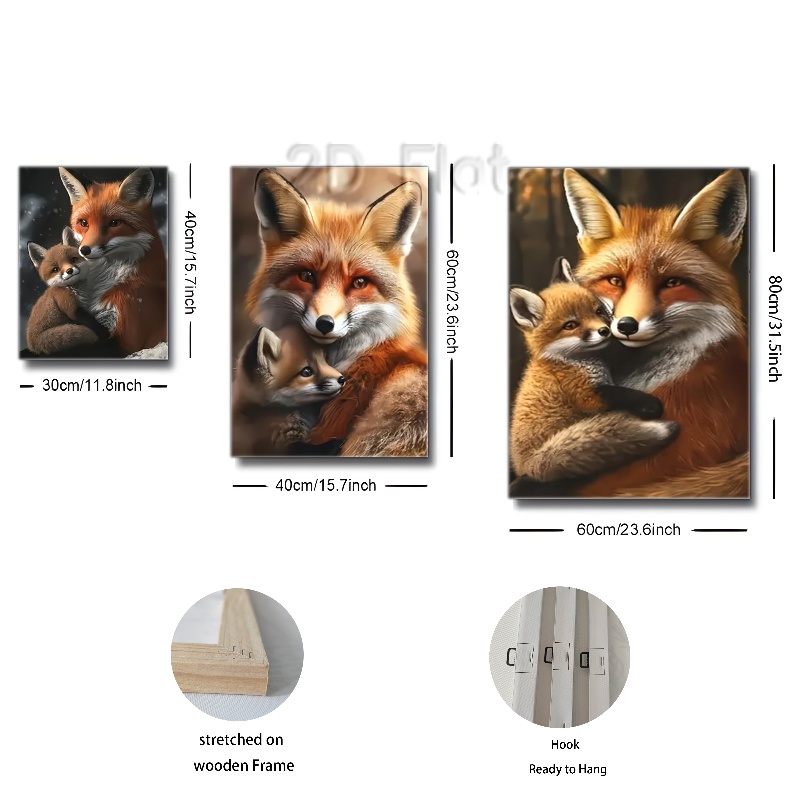 2D Flat
40cm/15.7inch
60cm/23.6inch
80cm/31.5inch
30cm/11.8inch
40cm/15.7inch
60cm/23.6inch
stretched on
wooden Frame
Hook
Ready to Hang